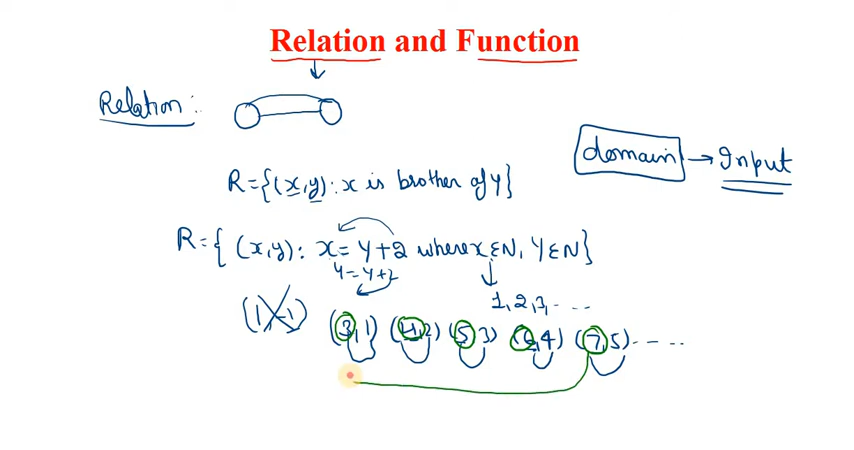 Relation and Function
Relation:
domain → Input
R={(x,y): x is brother of y}
R={ (x,y): x= y+2 where x∈N, y∈N}
y=y+2
1,2,3,...
(1,-1)
(3,1) (4,2) (5,3) (6,4) (7,5)-----